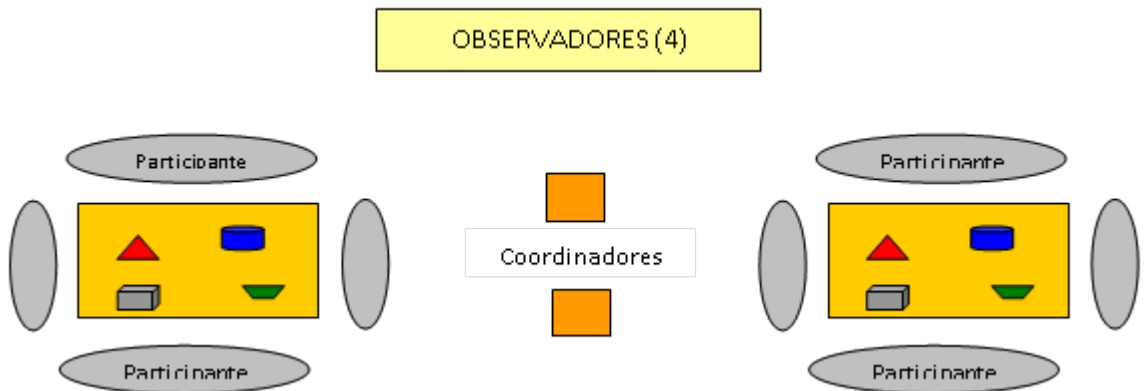 OBSERVADORES (4)
Participante
Participante
Coordinadores
Participante
Participante